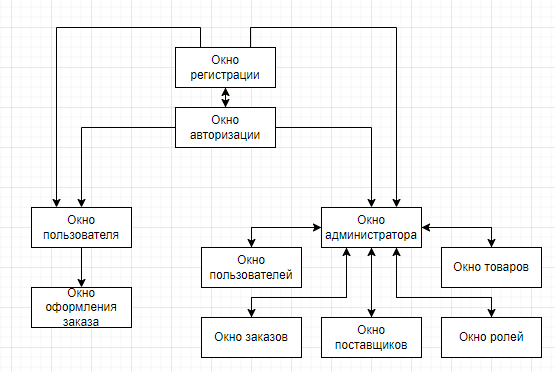 Окно
регистрации
Окно
авторизации
Окно
пользователя
Окно
администратора
Окно
пользователей
Окно товаров
Окно
оформления
заказа
Окно заказов
Окно
поставщиков
Окно ролей